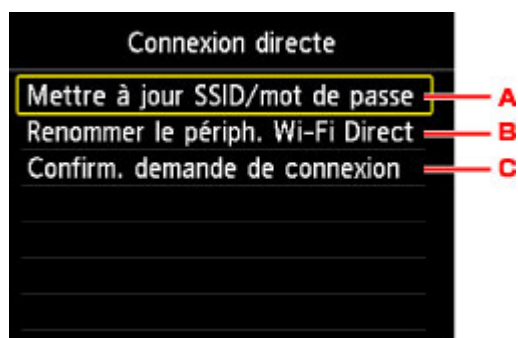 Connexion directe
Mettre à jour SSID/mot de passe A
Renommer le périph. Wi-Fi Direct B
Confirm. demande de connexion C